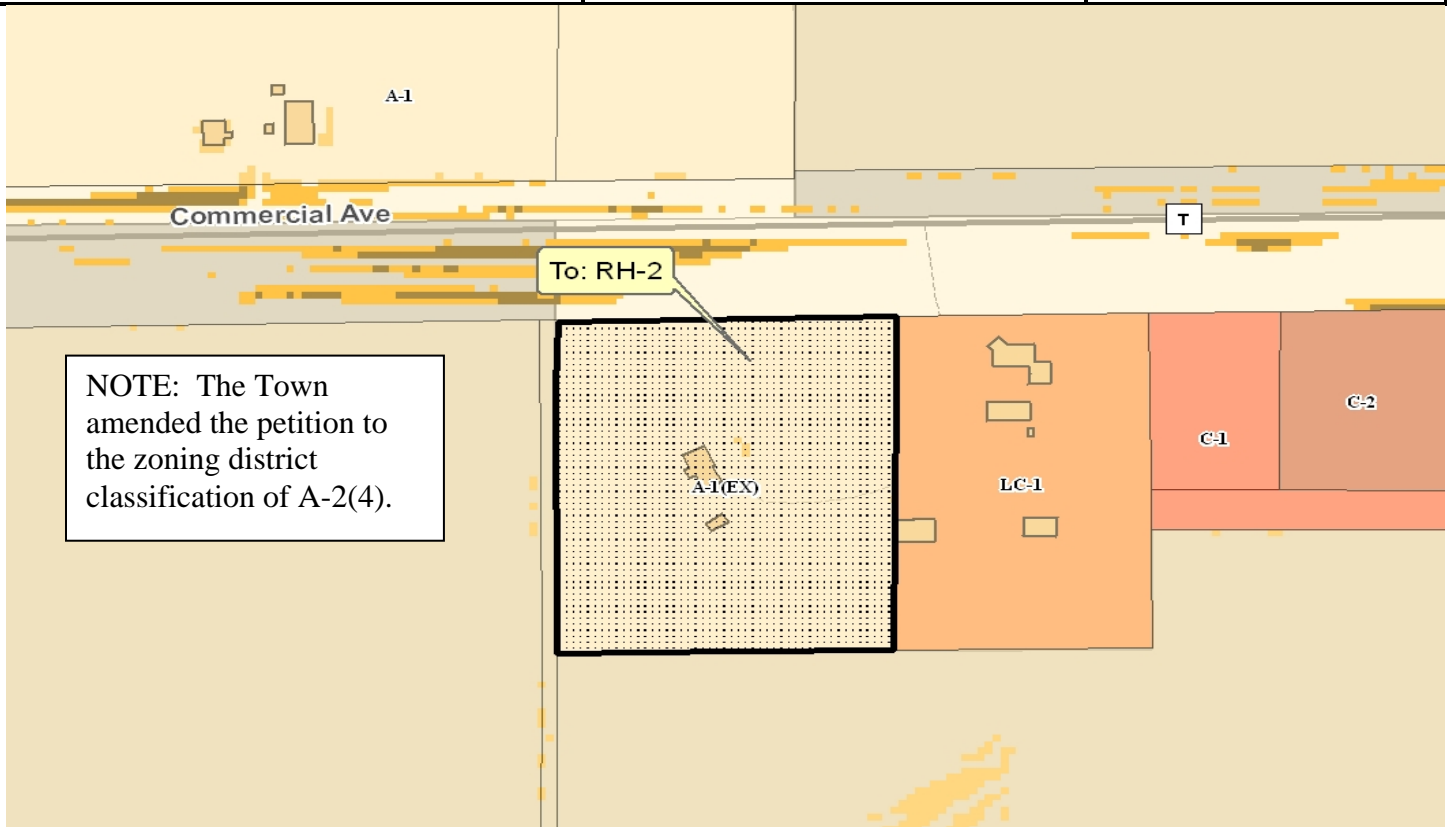 A-1
Commercial Ave
T
To: RH-2
NOTE: The Town
amended the petition to
the zoning district
classification of A-2(4).
A-1(EX)
LC-1
C-1
C-2